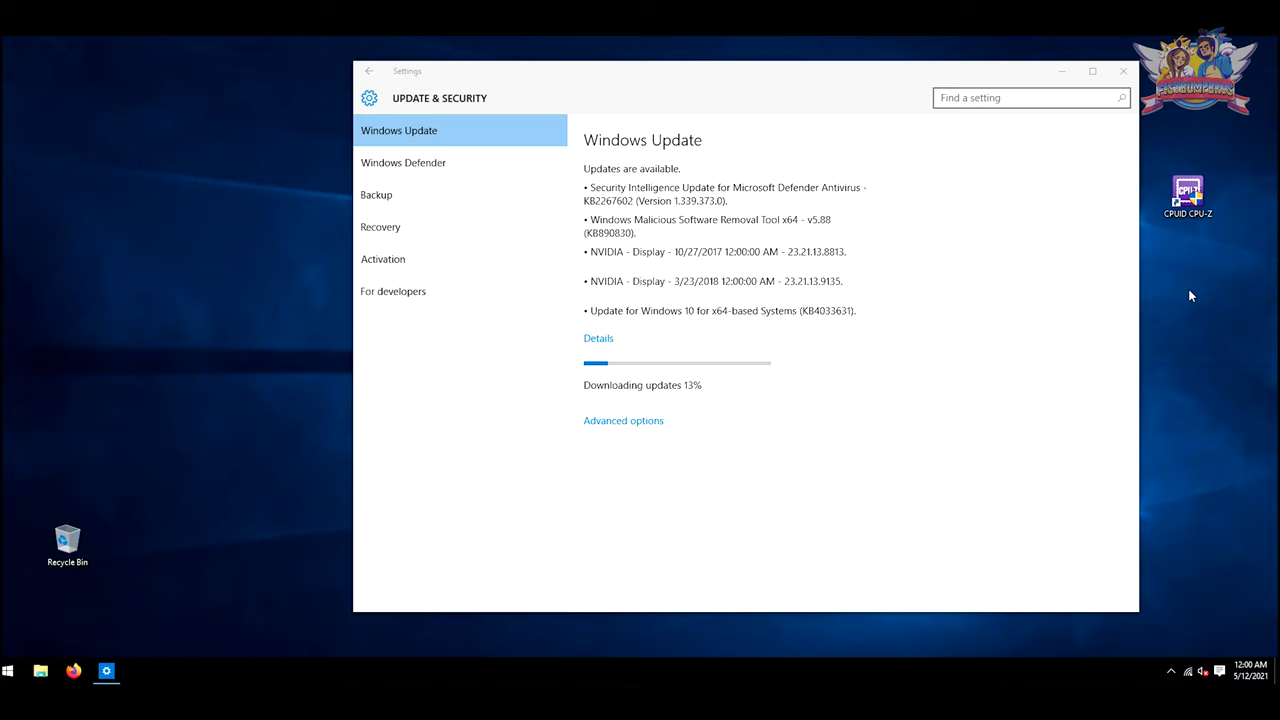 Settings
UPDATE & SECURITY
Find a setting
Windows Update
Windows Defender
Backup
Recovery
Activation
For developers
Windows Update
Updates are available.
• Security Intelligence Update for Microsoft Defender Antivirus -
KB2267602 (Version 1.339.373.0).
• Windows Malicious Software Removal Tool x64 - v5.88
(KB890830).
• NVIDIA - Display - 10/27/2017 12:00:00 AM - 23.21.13.8813.
• NVIDIA - Display - 3/23/2018 12:00:00 AM - 23.21.13.9135.
• Update for Windows 10 for x64-based Systems (KB4033631).
Details
Downloading updates 13%
Advanced options
FISTBUMPBROS
CPU-Z
CPUID CPU-Z
Recycle Bin
12:00 AM
5/12/2021